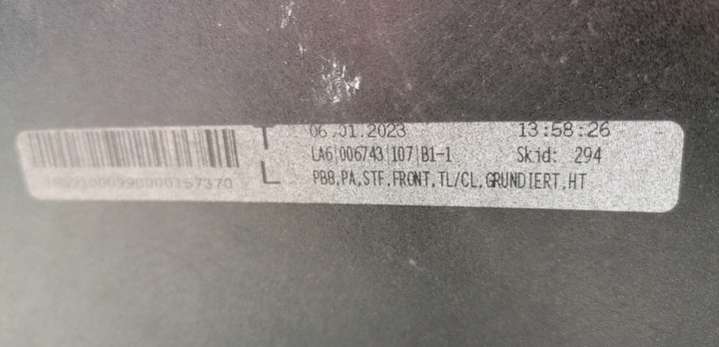 06.01.2023 13:58:26
LA6|006743|107|B1-1 Skid: 294
PB8,PA,STF.FRONT,TL/CL,GRUNDIERT,HT